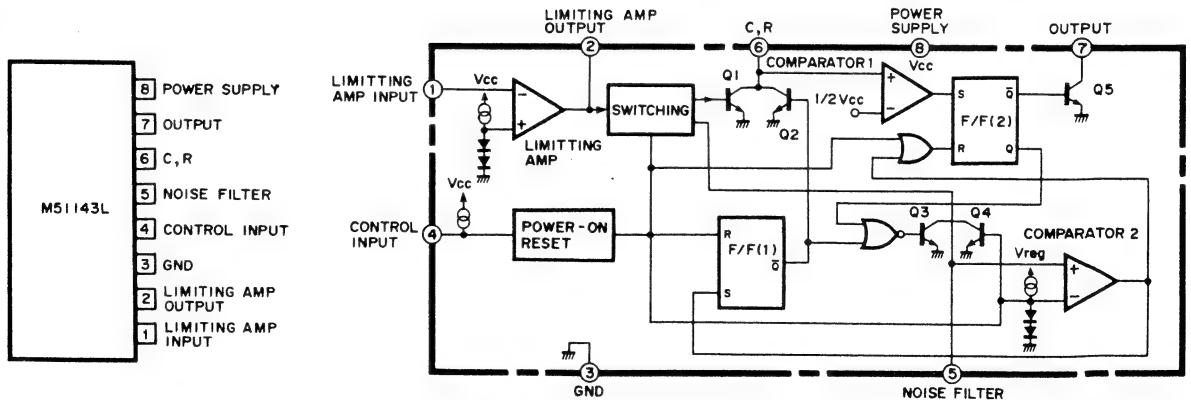 M51143L
8 POWER SUPPLY
7 OUTPUT
6 C, R
5 NOISE FILTER
4 CONTROL INPUT
3 GND
2 LIMITING AMP
OUTPUT
1 LIMITING AMP
INPUT
LIMITING AMP
OUTPUT
2
C,R
6
POWER
SUPPLY
8
OUTPUT
7
LIMITTING
AMP INPUT
1
Vcc
−
+
LIMITTING
AMP
SWITCHING
Q1
Q2
COMPARATOR 1
1/2Vcc
+
−
Vcc
S
Q̅
F/F(2)
R
Q
Q5
CONTROL
INPUT
4
Vcc
POWER-ON
RESET
R
F/F(1)
Q̅
S
Q3
Q4
COMPARATOR 2
Vreg
+
−
3
GND
5
NOISE FILTER